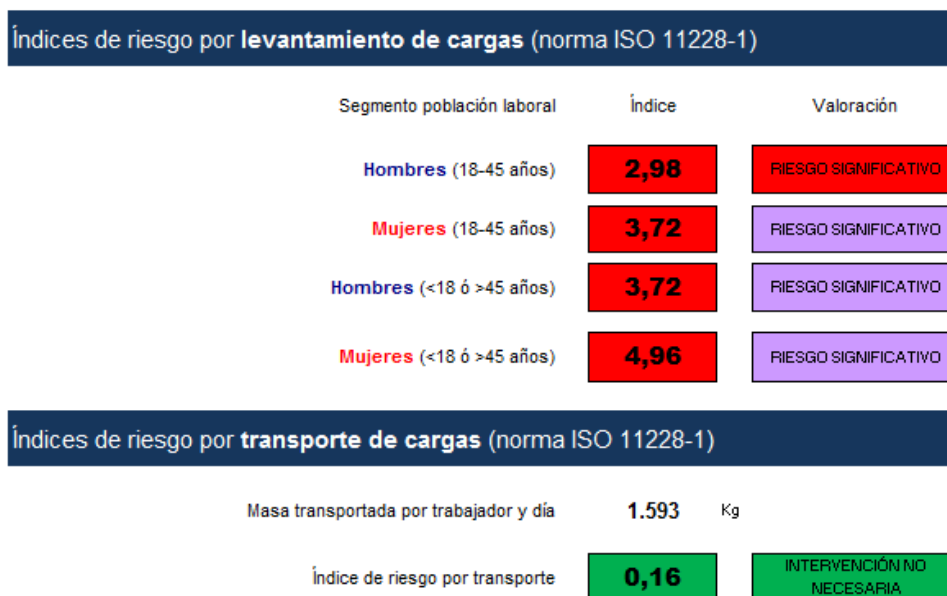 Índices de riesgo por levantamiento de cargas (norma ISO 11228-1)
Segmento población laboral Índice Valoración
Hombres (18-45 años) 2,98 RIESGO SIGNIFICATIVO
Mujeres (18-45 años) 3,72 RIESGO SIGNIFICATIVO
Hombres (<18 ó >45 años) 3,72 RIESGO SIGNIFICATIVO
Mujeres (<18 ó >45 años) 4,96 RIESGO SIGNIFICATIVO
Índices de riesgo por transporte de cargas (norma ISO 11228-1)
Masa transportada por trabajador y día 1.593 Kg
Índice de riesgo por transporte 0,16 INTERVENCIÓN NO
NECESARIA